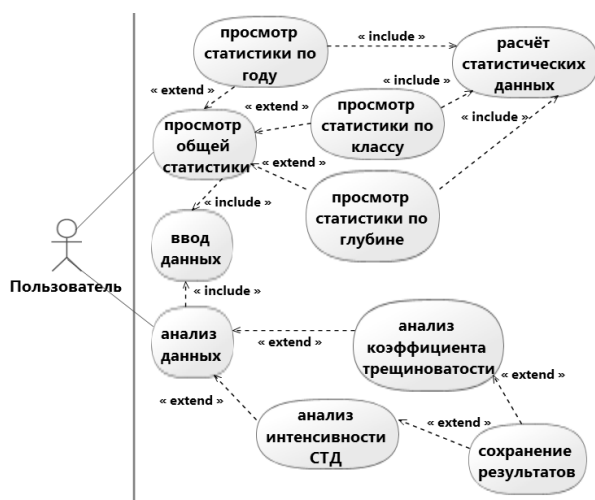 просмотр
статистики по
году
« include »
расчёт
статистических
данных
« extend »
« include »
« extend »
просмотр
статистики по
классу
« include »
просмотр
общей
статистики
« extend »
« include »
просмотр
статистики по
глубине
ввод
данных
Пользователь
« include »
анализ
данных
« extend »
анализ
коэффициента
трещиноватости
« extend »
« extend »
анализ
интенсивности
СТД
« extend »
сохранение
результатов